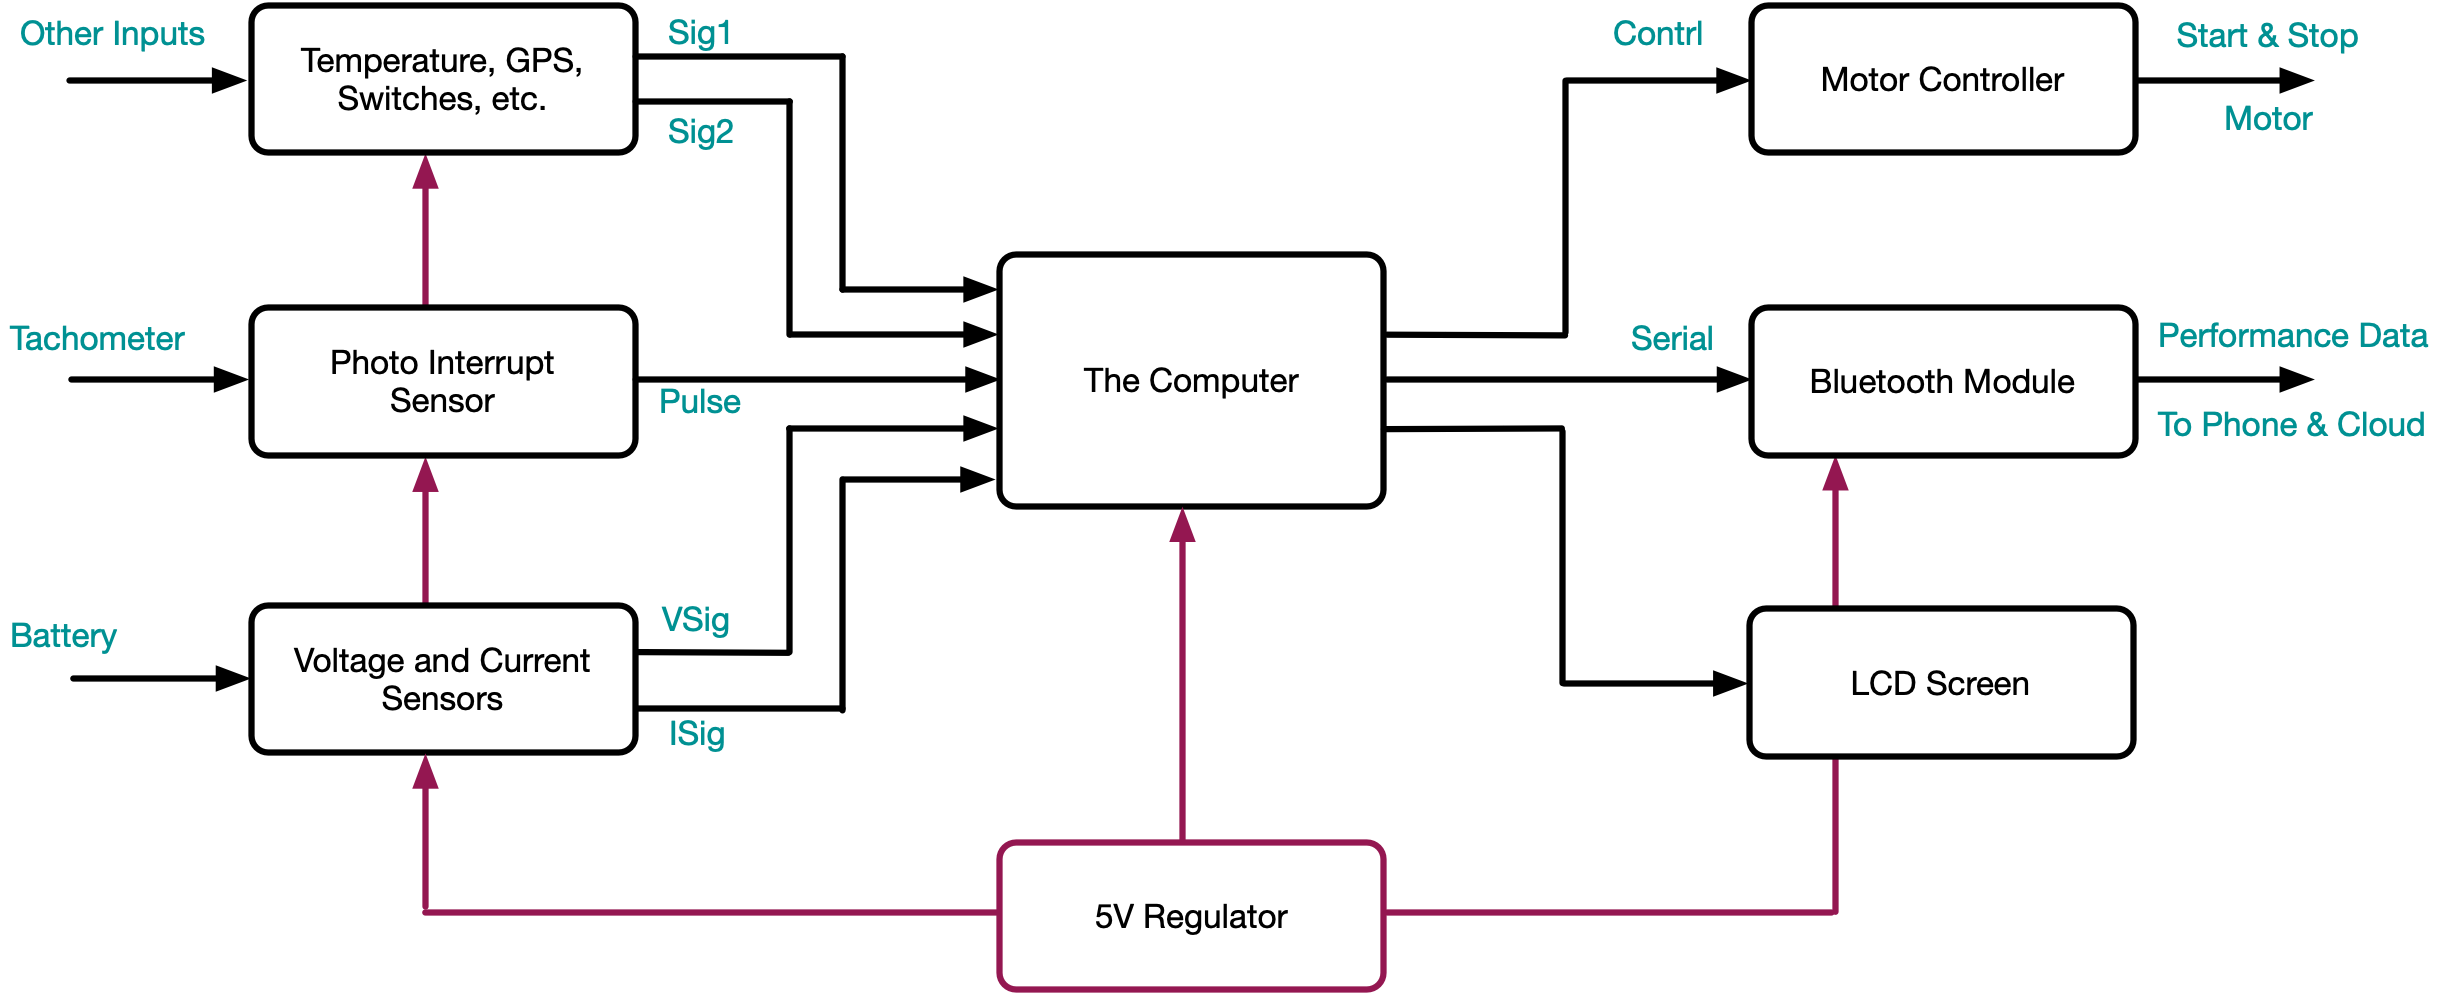 Other Inputs
Temperature, GPS,
Switches, etc.
Sig1
Sig2
Contrl
Motor Controller
Start & Stop
Motor
Tachometer
Photo Interrupt
Sensor
Pulse
The Computer
Serial
Bluetooth Module
Performance Data
To Phone & Cloud
Battery
Voltage and Current
Sensors
VSig
ISig
LCD Screen
5V Regulator